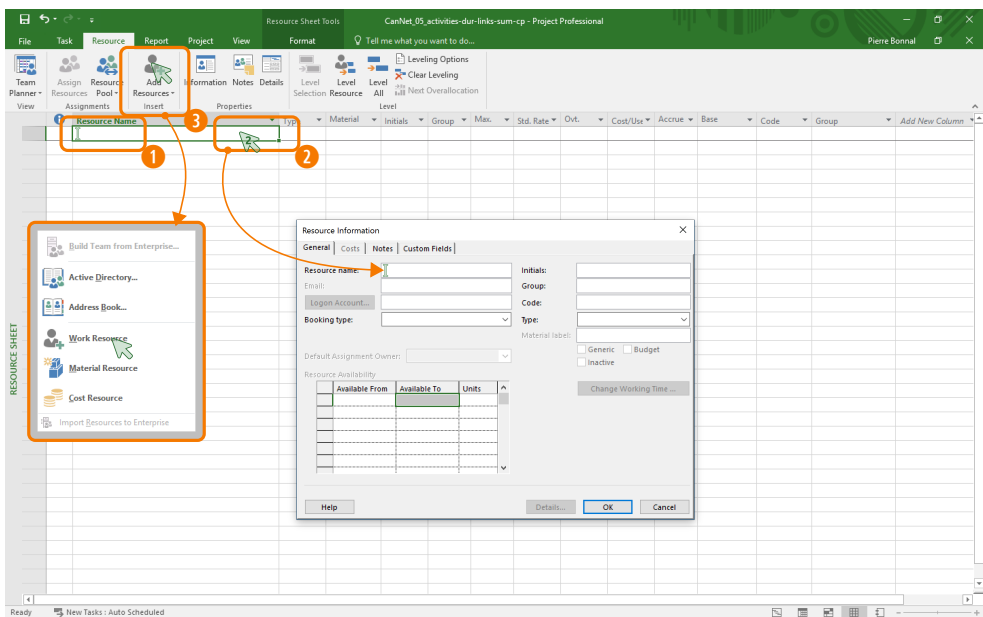 Resource Sheet Tools CanNet_05_activities-dur-links-sum-cp - Project Professional
File Task Resource Report Project View Format Tell me what you want to do... Pierre Bonnal
Team Planner Assign Resources Resource Pool Add Resources Information Notes Details Level Selection Level Resource Level All
Leveling Options
Clear Leveling
Next Overallocation
View Assignments Insert Properties Level
3
Resource Name Typ Material Initials Group Max. Std. Rate Ovt. Cost/Use Accrue Base Code Group Add New Column
2
1 2
Build Team from Enterprise...
Active Directory...
Address Book...
Work Resource
Material Resource
Cost Resource
Import Resources to Enterprise
RESOURCE SHEET
Resource Information
General Costs Notes Custom Fields
Resource name: Initials:
Email: Group:
Logon Account... Code:
Booking type: Type:
Material label:
Default Assignment Owner: Generic Budget
Inactive
Resource Availability
Available From Available To Units Change Working Time ...
Help Details... OK Cancel
Ready New Tasks : Auto Scheduled